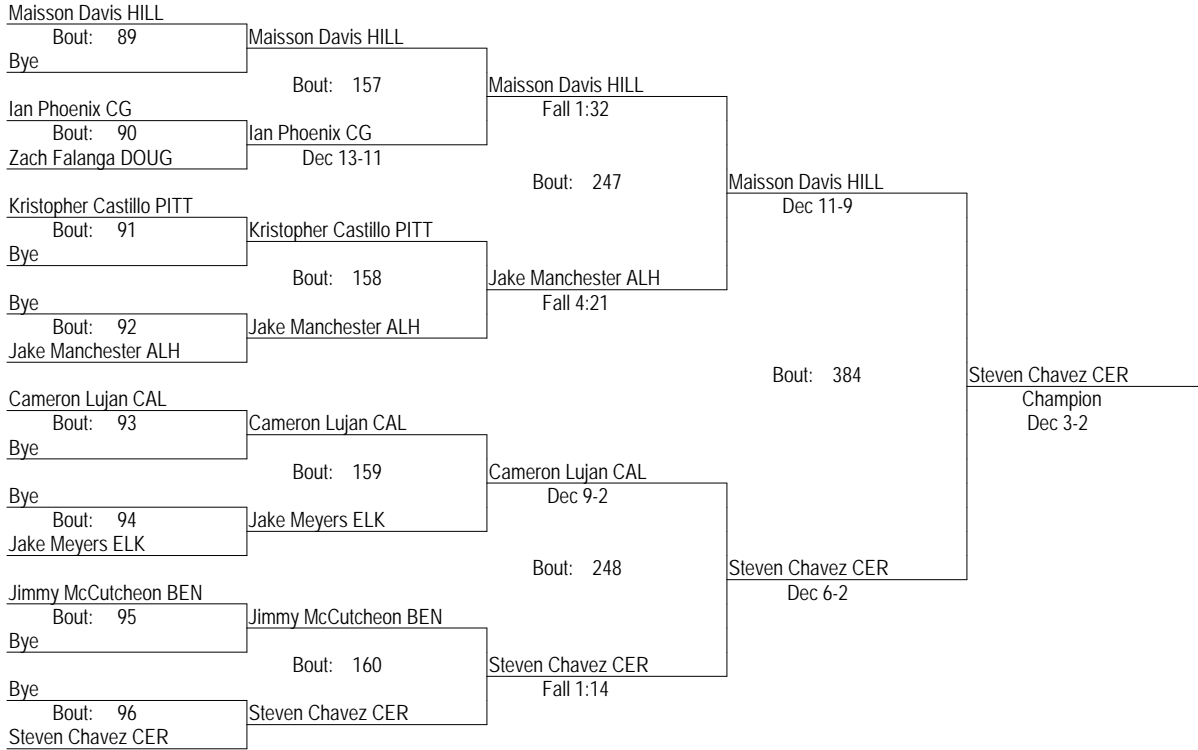 Maisson Davis HILL
Bout: 89
Bye
Maisson Davis HILL
Bout: 157
Ian Phoenix CG
Bout: 90
Zach Falanga DOUG
Ian Phoenix CG
Dec 13-11
Maisson Davis HILL
Fall 1:32
Bout: 247
Kristopher Castillo PITT
Bout: 91
Bye
Kristopher Castillo PITT
Bout: 158
Bye
Bout: 92
Jake Manchester ALH
Jake Manchester ALH
Jake Manchester ALH
Fall 4:21
Maisson Davis HILL
Dec 11-9
Bout: 384
Cameron Lujan CAL
Bout: 93
Bye
Cameron Lujan CAL
Bout: 159
Bye
Bout: 94
Jake Meyers ELK
Jake Meyers ELK
Cameron Lujan CAL
Dec 9-2
Bout: 248
Jimmy McCutcheon BEN
Bout: 95
Bye
Jimmy McCutcheon BEN
Bout: 160
Bye
Bout: 96
Steven Chavez CER
Steven Chavez CER
Steven Chavez CER
Fall 1:14
Steven Chavez CER
Dec 6-2
Steven Chavez CER
Champion
Dec 3-2